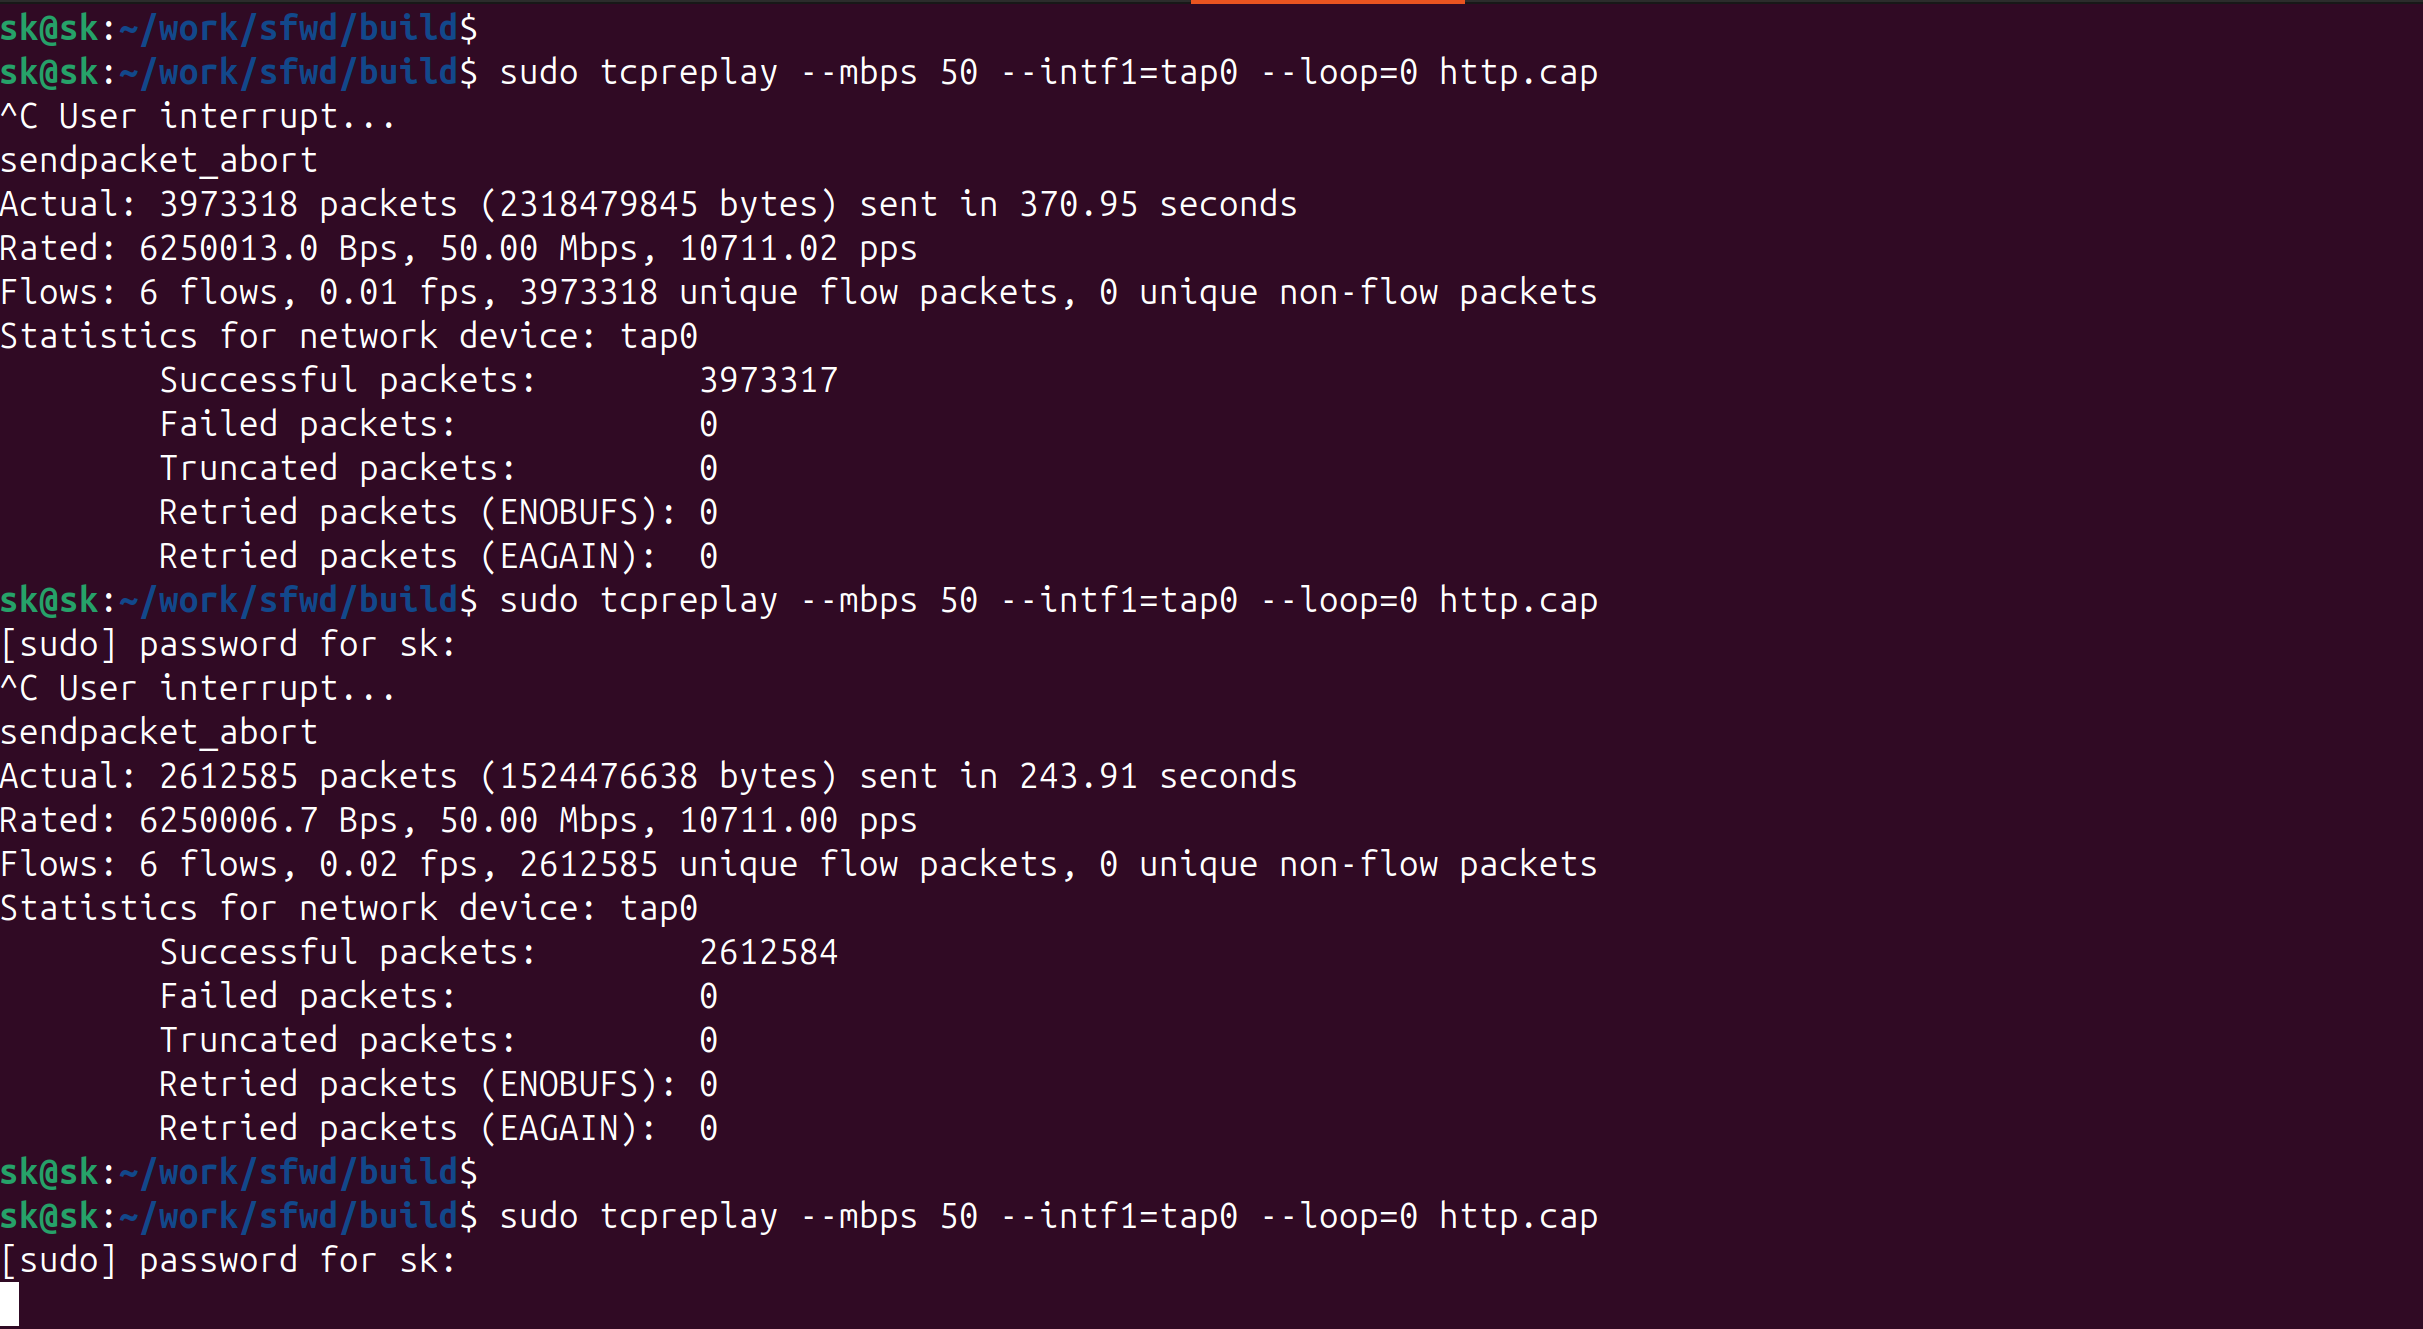 sk@sk:~/work/sfwd/build$
sk@sk:~/work/sfwd/build$ sudo tcpreplay --mbps 50 --intf1=tap0 --loop=0 http.cap
^C User interrupt...
sendpacket_abort
Actual: 3973318 packets (2318479845 bytes) sent in 370.95 seconds
Rated: 6250013.0 Bps, 50.00 Mbps, 10711.02 pps
Flows: 6 flows, 0.01 fps, 3973318 unique flow packets, 0 unique non-flow packets
Statistics for network device: tap0
        Successful packets:        3973317
        Failed packets:            0
        Truncated packets:         0
        Retried packets (ENOBUFS): 0
        Retried packets (EAGAIN):  0
sk@sk:~/work/sfwd/build$ sudo tcpreplay --mbps 50 --intf1=tap0 --loop=0 http.cap
[sudo] password for sk:
^C User interrupt...
sendpacket_abort
Actual: 2612585 packets (1524476638 bytes) sent in 243.91 seconds
Rated: 6250006.7 Bps, 50.00 Mbps, 10711.00 pps
Flows: 6 flows, 0.02 fps, 2612585 unique flow packets, 0 unique non-flow packets
Statistics for network device: tap0
        Successful packets:        2612584
        Failed packets:            0
        Truncated packets:         0
        Retried packets (ENOBUFS): 0
        Retried packets (EAGAIN):  0
sk@sk:~/work/sfwd/build$
sk@sk:~/work/sfwd/build$ sudo tcpreplay --mbps 50 --intf1=tap0 --loop=0 http.cap
[sudo] password for sk: